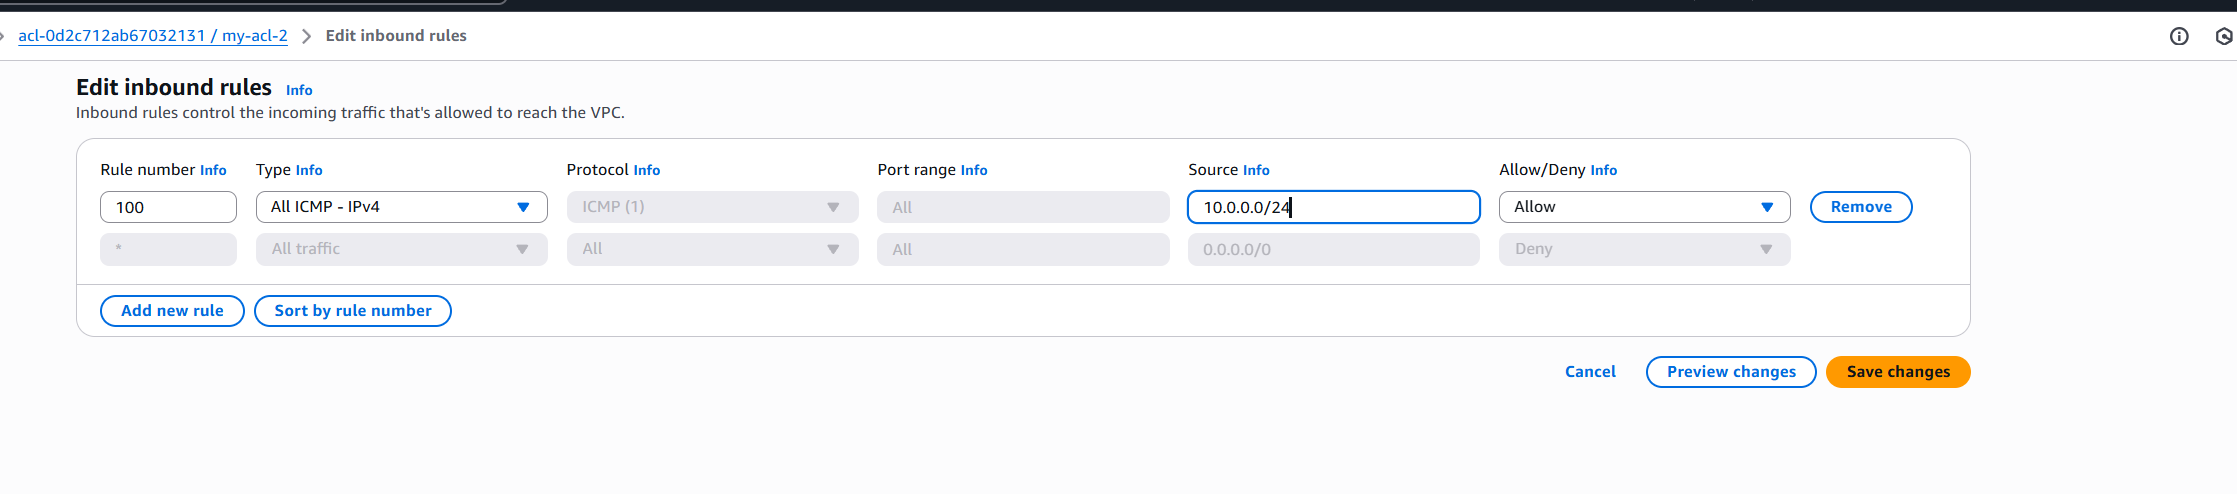 acl-0d2c712ab67032131 / my-acl-2 > Edit inbound rules
Edit inbound rules Info
Inbound rules control the incoming traffic that's allowed to reach the VPC.
Rule number Info Type Info Protocol Info Port range Info Source Info Allow/Deny Info
100 All ICMP - IPv4 ICMP (1) All 10.0.0.0/24 Allow Remove
* All traffic All All 0.0.0.0/0 Deny
Add new rule Sort by rule number
Cancel Preview changes Save changes